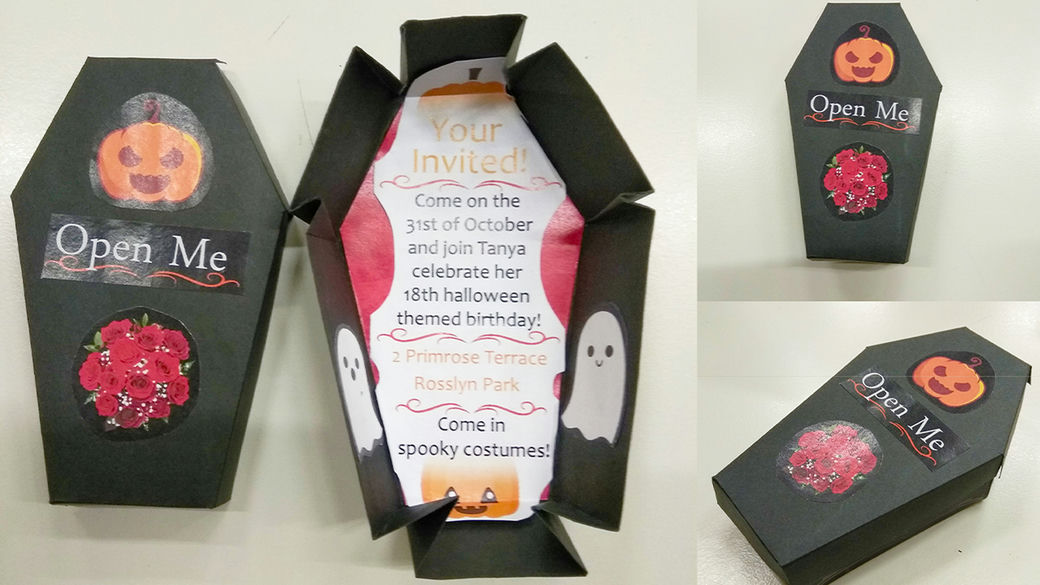 Open Me
Your
Invited!
Come on the
31st of October
and join Tanya
celebrate her
18th halloween
themed birthday!
2 Primrose Terrace
Rosslyn Park
Come in
spooky costumes!
Open Me
Open Me